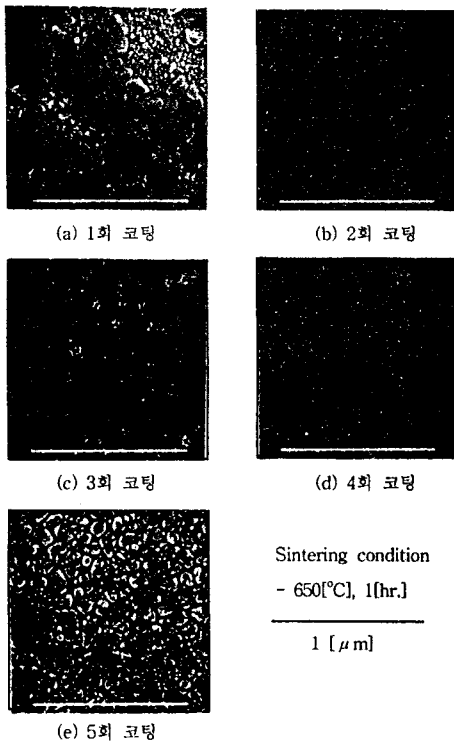 (a) 1회 코팅
(b) 2회 코팅
(c) 3회 코팅
(d) 4회 코팅
Sintering condition
- 650[°C], 1[hr.]
1 [μm]
(e) 5회 코팅